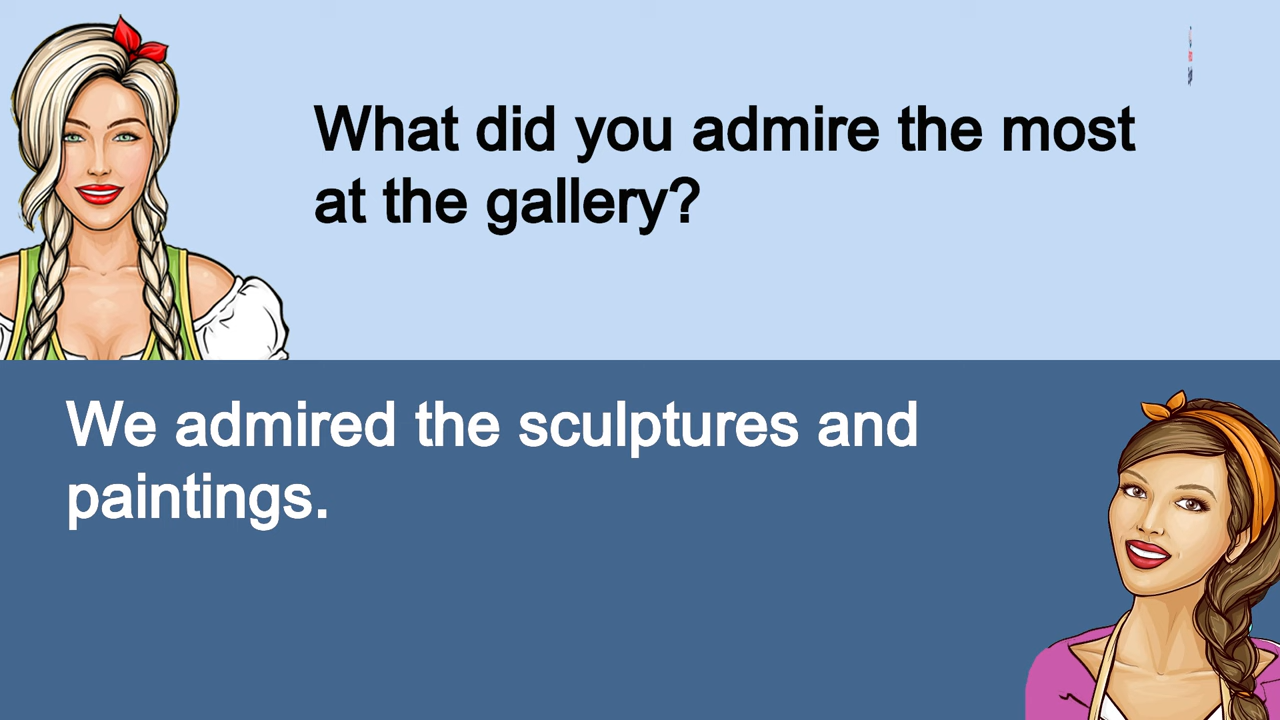 What did you admire the most
at the gallery?
We admired the sculptures and
paintings.